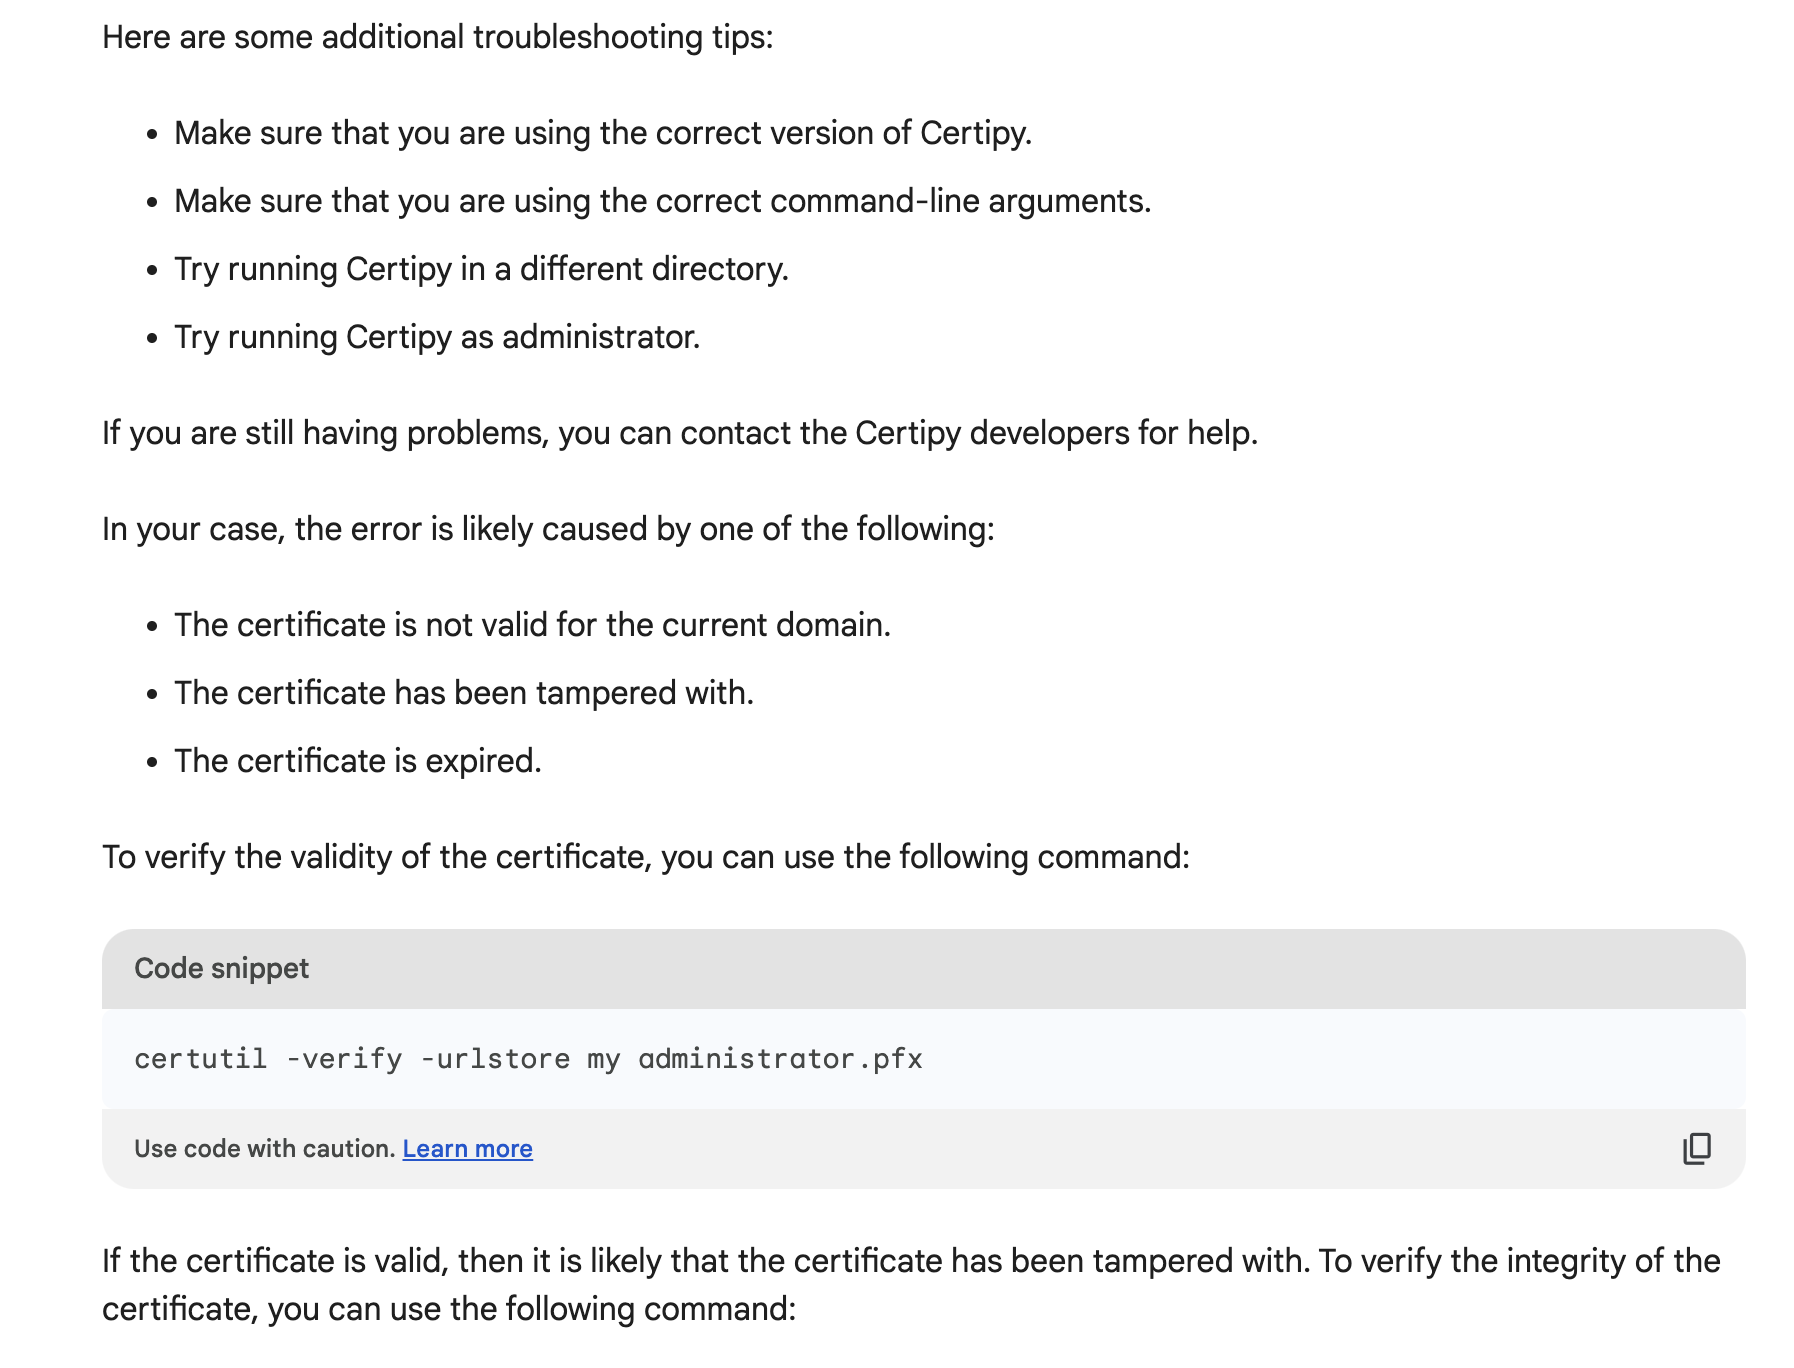 Here are some additional troubleshooting tips:
• Make sure that you are using the correct version of Certipy.
• Make sure that you are using the correct command-line arguments.
• Try running Certipy in a different directory.
• Try running Certipy as administrator.
If you are still having problems, you can contact the Certipy developers for help.
In your case, the error is likely caused by one of the following:
• The certificate is not valid for the current domain.
• The certificate has been tampered with.
• The certificate is expired.
To verify the validity of the certificate, you can use the following command:
Code snippet
certutil -verify -urlstore my administrator.pfx
Use code with caution. Learn more
If the certificate is valid, then it is likely that the certificate has been tampered with. To verify the integrity of the
certificate, you can use the following command: